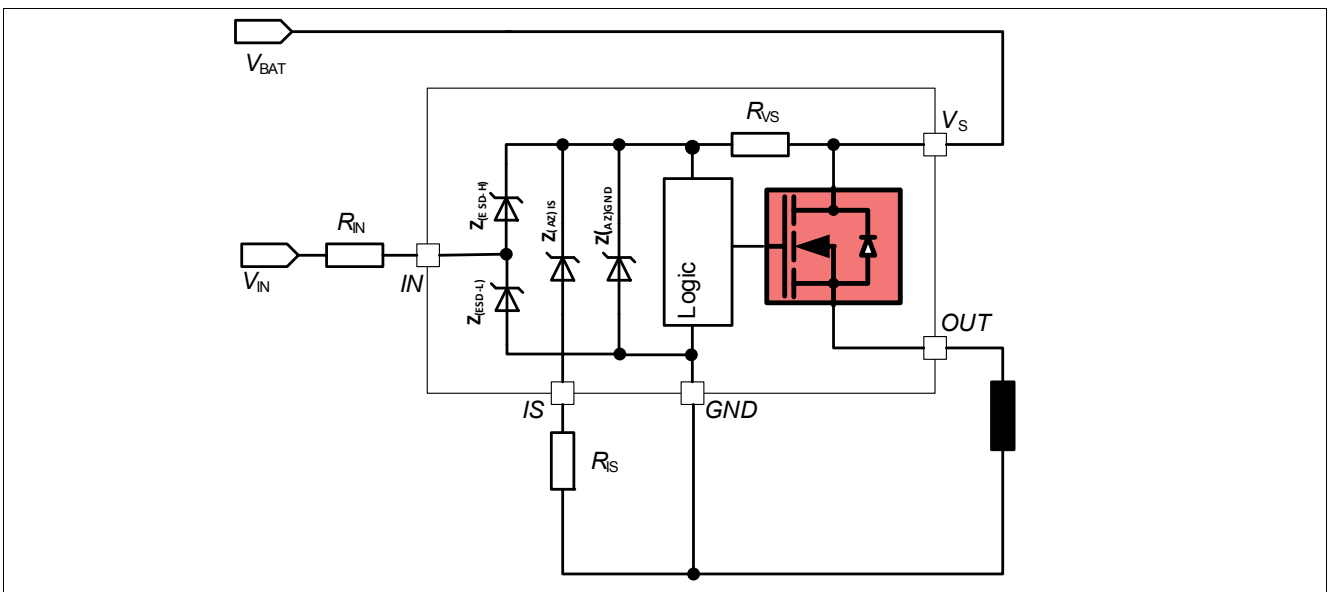 VBAT
RVS
VS
Z(ESD-H)
Z(AZ)IS
Z(AZ)GND
RIN
VIN
IN
Z(ESD-L)
Logic
OUT
IS
GND
RIS